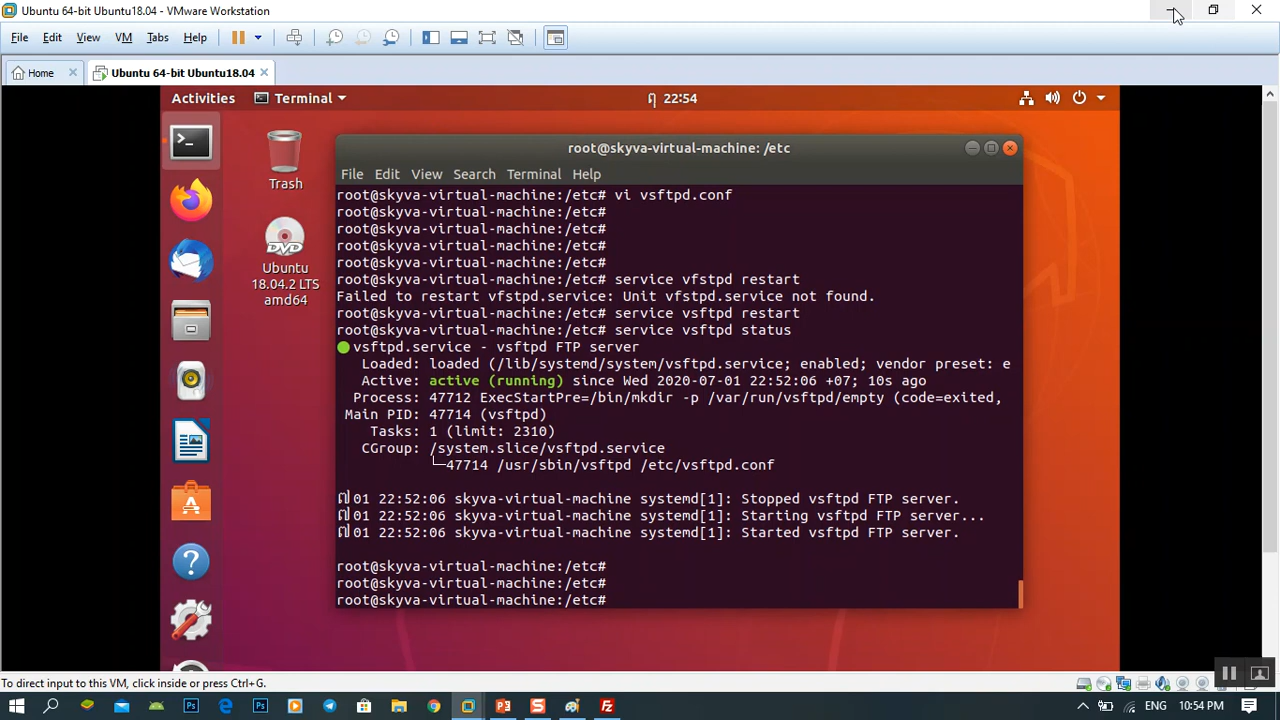 Ubuntu 64-bit Ubuntu18.04 - VMware Workstation
File Edit View VM Tabs Help
Home Ubuntu 64-bit Ubuntu18.04
Activities Terminal ຕ 22:54
Trash
Ubuntu
18.04.2 LTS
amd64
root@skyva-virtual-machine: /etc
File Edit View Search Terminal Help
root@skyva-virtual-machine:/etc# vi vsftpd.conf
root@skyva-virtual-machine:/etc#
root@skyva-virtual-machine:/etc#
root@skyva-virtual-machine:/etc#
root@skyva-virtual-machine:/etc#
root@skyva-virtual-machine:/etc# service vfstpd restart
Failed to restart vfstpd.service: Unit vfstpd.service not found.
root@skyva-virtual-machine:/etc# service vsftpd restart
root@skyva-virtual-machine:/etc# service vsftpd status
vsftpd.service - vsftpd FTP server
Loaded: loaded (/lib/systemd/system/vsftpd.service; enabled; vendor preset: e
Active: active (running) since Wed 2020-07-01 22:52:06 +07; 10s ago
Process: 47712 ExecStartPre=/bin/mkdir -p /var/run/vsftpd/empty (code=exited,
Main PID: 47714 (vsftpd)
Tasks: 1 (limit: 2310)
CGroup: /system.slice/vsftpd.service
└─47714 /usr/sbin/vsftpd /etc/vsftpd.conf
01 22:52:06 skyva-virtual-machine systemd[1]: Stopped vsftpd FTP server.
01 22:52:06 skyva-virtual-machine systemd[1]: Starting vsftpd FTP server...
01 22:52:06 skyva-virtual-machine systemd[1]: Started vsftpd FTP server.
root@skyva-virtual-machine:/etc#
root@skyva-virtual-machine:/etc#
root@skyva-virtual-machine:/etc#
To direct input to this VM, click inside or press Ctrl+G.
ENG 10:54 PM